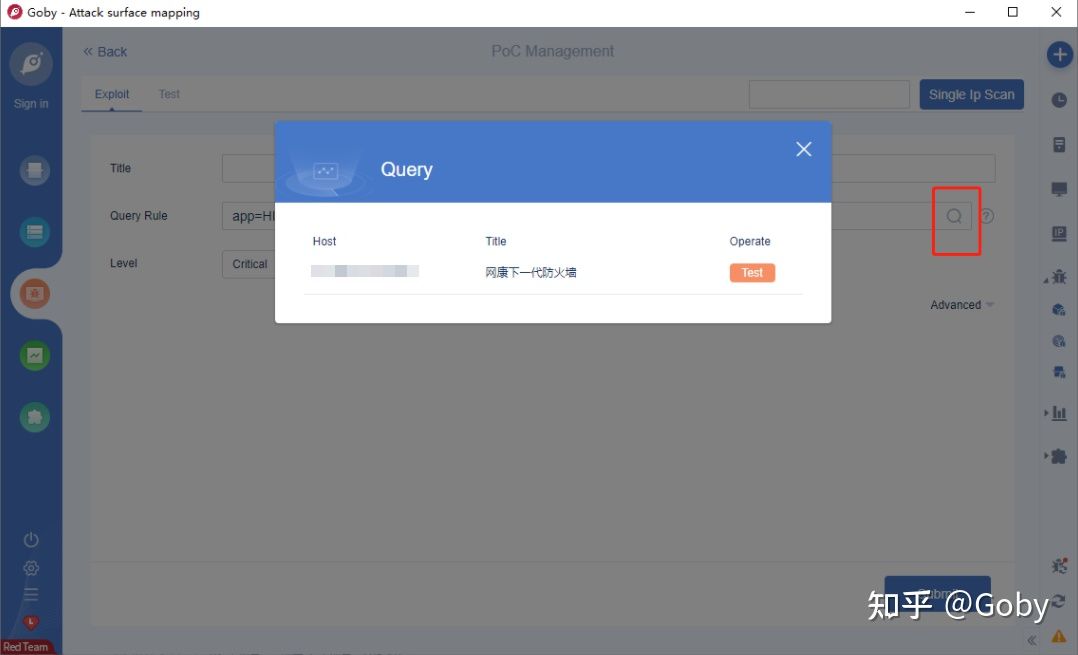 Goby - Attack surface mapping
« Back
PoC Management
Sign in
Exploit
Test
Single Ip Scan
Query
Title
Query Rule
app=
?
Host
Title
Operate
网康下一代防火墙
Test
Level
Critical
Advanced
IP
Submit
知乎 @Goby
Red Team